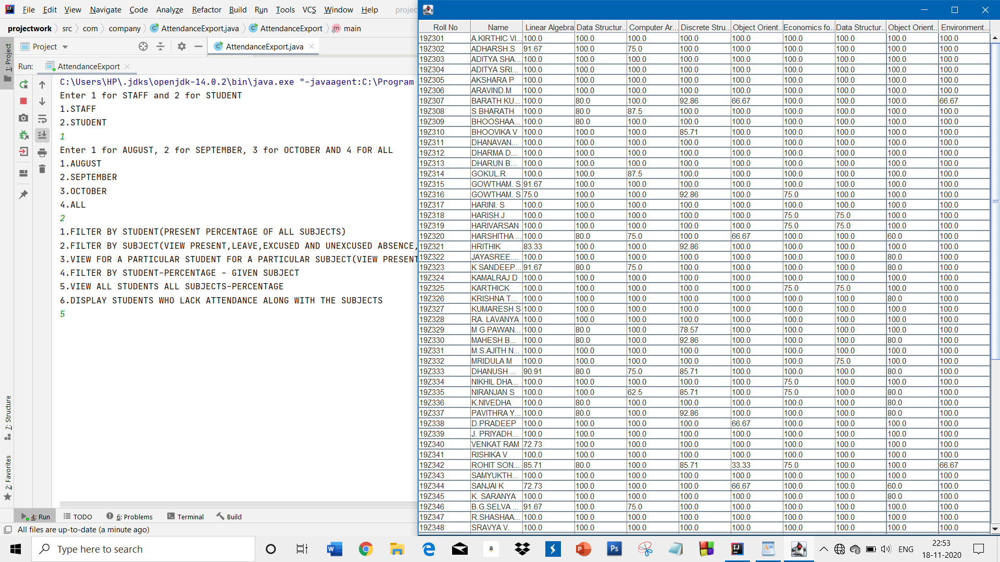 File Edit View Navigate Code Analyze Refactor Build Run Tools VCS Window Help projec
projectwork src com company AttendanceExport.java AttendanceExport main
Project AttendanceExport.java
Run: AttendanceExport
1: Project
7: Structure
2: Favorites
C:\Users\HP\.jdks\openjdk-14.0.2\bin\java.exe "-javaagent:C:\Program
Enter 1 for STAFF and 2 for STUDENT
1.STAFF
2.STUDENT
1
Enter 1 for AUGUST, 2 for SEPTEMBER, 3 for OCTOBER AND 4 FOR ALL
1.AUGUST
2.SEPTEMBER
3.OCTOBER
4.ALL
2
1.FILTER BY STUDENT(PRESENT PERCENTAGE OF ALL SUBJECTS)
2.FILTER BY SUBJECT(VIEW PRESENT,LEAVE,EXCUSED AND UNEXCUSED ABSENCE,
3.VIEW FOR A PARTICULAR STUDENT FOR A PARTICULAR SUBJECT(VIEW PRESENT
4.FILTER BY STUDENT-PERCENTAGE - GIVEN SUBJECT
5.VIEW ALL STUDENTS ALL SUBJECTS-PERCENTAGE
6.DISPLAY STUDENTS WHO LACK ATTENDANCE ALONG WITH THE SUBJECTS
5
Roll No Name Linear Algebra Data Structur... Computer Ar... Discrete Stru... Object Orient... Economics fo... Data Structur... Object Orient... Environment...
19Z301 A.KIRTHIC VI... 100.0 100.0 100.0 100.0 100.0 100.0 100.0 100.0 100.0
19Z302 ADHARSH.S 91.67 100.0 75.0 100.0 100.0 100.0 100.0 100.0 100.0
19Z303 ADITYA SHA... 100.0 100.0 100.0 100.0 100.0 100.0 100.0 100.0 100.0
19Z304 ADITYA SRI... 100.0 100.0 100.0 100.0 100.0 100.0 100.0 100.0 100.0
19Z305 AKSHARA P 100.0 100.0 100.0 100.0 100.0 100.0 100.0 100.0 100.0
19Z306 ARAVIND.M 100.0 100.0 100.0 100.0 100.0 100.0 100.0 100.0 100.0
19Z307 BARATH KU... 100.0 80.0 100.0 92.86 66.67 100.0 100.0 100.0 66.67
19Z308 S BHARATH 100.0 80.0 87.5 100.0 100.0 100.0 100.0 100.0 100.0
19Z309 BHOOSHAA... 100.0 80.0 100.0 100.0 100.0 100.0 100.0 100.0 100.0
19Z310 BHOOVIKA V 100.0 100.0 100.0 85.71 100.0 100.0 100.0 100.0 100.0
19Z311 DHANAVAN... 100.0 100.0 100.0 100.0 100.0 100.0 100.0 100.0 100.0
19Z312 DHARMA D... 100.0 100.0 100.0 100.0 100.0 100.0 100.0 100.0 100.0
19Z313 DHARUN B... 100.0 100.0 100.0 100.0 100.0 100.0 100.0 100.0 100.0
19Z314 GOKUL.R 100.0 100.0 87.5 100.0 100.0 100.0 100.0 100.0 100.0
19Z315 GOWTHAM. S 91.67 100.0 100.0 100.0 100.0 100.0 100.0 100.0 100.0
19Z316 GOWTHAM. S 75.0 100.0 100.0 92.86 100.0 75.0 100.0 100.0 100.0
19Z317 HARINI. S 100.0 100.0 100.0 100.0 100.0 100.0 100.0 100.0 100.0
19Z318 HARISH.J 100.0 100.0 100.0 100.0 100.0 75.0 75.0 100.0 100.0
19Z319 HARIVARSAN 100.0 100.0 100.0 100.0 100.0 75.0 75.0 100.0 100.0
19Z320 HARSHITHA ... 100.0 80.0 75.0 100.0 66.67 100.0 100.0 60.0 100.0
19Z321 HRITHIK 83.33 100.0 100.0 92.86 100.0 100.0 100.0 100.0 100.0
19Z322 JAYASREE.... 100.0 100.0 100.0 100.0 100.0 100.0 100.0 80.0 100.0
19Z323 K SANDEEP... 91.67 80.0 75.0 100.0 100.0 100.0 100.0 80.0 100.0
19Z324 KAMALRAJ D 100.0 100.0 100.0 100.0 100.0 100.0 100.0 100.0 100.0
19Z325 KARTHICK 100.0 100.0 100.0 100.0 100.0 75.0 75.0 100.0 100.0
19Z326 KRISHNA T... 100.0 100.0 100.0 100.0 100.0 100.0 100.0 80.0 100.0
19Z327 KUMARESH S 100.0 100.0 100.0 100.0 100.0 100.0 100.0 100.0 100.0
19Z328 RA. LAVANYA 100.0 100.0 100.0 100.0 100.0 100.0 100.0 100.0 100.0
19Z329 M G PAWAN... 100.0 80.0 100.0 78.57 100.0 100.0 100.0 80.0 100.0
19Z330 MAHESH B... 100.0 80.0 100.0 92.86 100.0 100.0 100.0 80.0 100.0
19Z331 M.S.AJITH N... 100.0 100.0 100.0 100.0 100.0 100.0 100.0 100.0 100.0
19Z332 MRIDULA M 100.0 100.0 100.0 100.0 100.0 100.0 75.0 100.0 100.0
19Z333 DHANUSH ... 90.91 80.0 75.0 85.71 100.0 100.0 100.0 80.0 100.0
19Z334 NIKHIL DHA... 100.0 100.0 100.0 100.0 100.0 75.0 100.0 100.0 100.0
19Z335 NIRANJAN S 100.0 100.0 62.5 85.71 100.0 75.0 100.0 80.0 100.0
19Z336 K.NIVEDHA 100.0 80.0 100.0 100.0 100.0 100.0 100.0 80.0 100.0
19Z337 PAVITHRA Y... 100.0 80.0 100.0 92.86 100.0 100.0 100.0 80.0 100.0
19Z338 D.PRADEEP 100.0 100.0 100.0 100.0 66.67 100.0 100.0 100.0 100.0
19Z339 J. PRIYADH... 100.0 100.0 100.0 100.0 100.0 100.0 100.0 100.0 100.0
19Z340 VENKAT RAM 72.73 100.0 100.0 100.0 100.0 100.0 100.0 100.0 100.0
19Z341 RISHIKA V 100.0 100.0 100.0 100.0 100.0 100.0 100.0 100.0 100.0
19Z342 ROHIT SON... 85.71 80.0 100.0 85.71 33.33 75.0 100.0 100.0 66.67
19Z343 SAMYUKTH... 100.0 100.0 100.0 100.0 100.0 100.0 100.0 100.0 100.0
19Z344 SANJAI K 72.73 100.0 100.0 100.0 66.67 100.0 100.0 60.0 100.0
19Z345 K. SARANYA 100.0 100.0 100.0 100.0 100.0 100.0 100.0 80.0 100.0
19Z346 B.G.SELVA ... 91.67 100.0 75.0 100.0 100.0 100.0 100.0 100.0 100.0
19Z347 R.SHASHAA... 100.0 100.0 100.0 100.0 100.0 100.0 100.0 100.0 100.0
19Z348 SRAVYA V. 100.0 100.0 100.0 100.0 100.0 100.0 100.0 100.0 100.0
4: Run TODO 6: Problems Terminal Build
All files are up-to-date (a minute ago)
Type here to search
ENG
22:53
18-11-2020